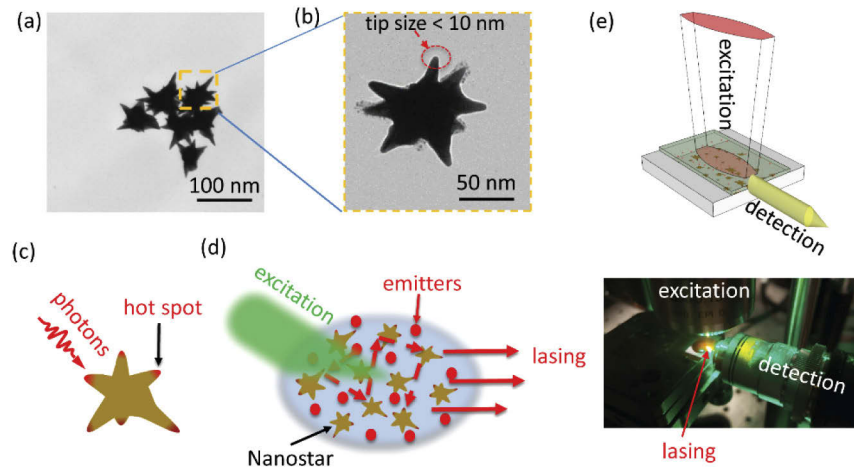 (a)
100 nm
(b)
tip size < 10 nm
50 nm
(c)
photons
hot spot
(d)
excitation
emitters
lasing
Nanostar
(e)
excitation
detection
excitation
detection
lasing